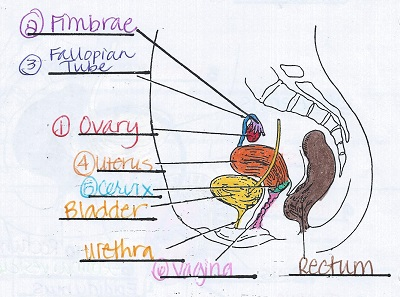 ② Fimbrae
③ Fallopian
Tube
① Ovary
④ Uterus
⑤ Cervix
Bladder
Urethra
⑥ Vagina
Rectum